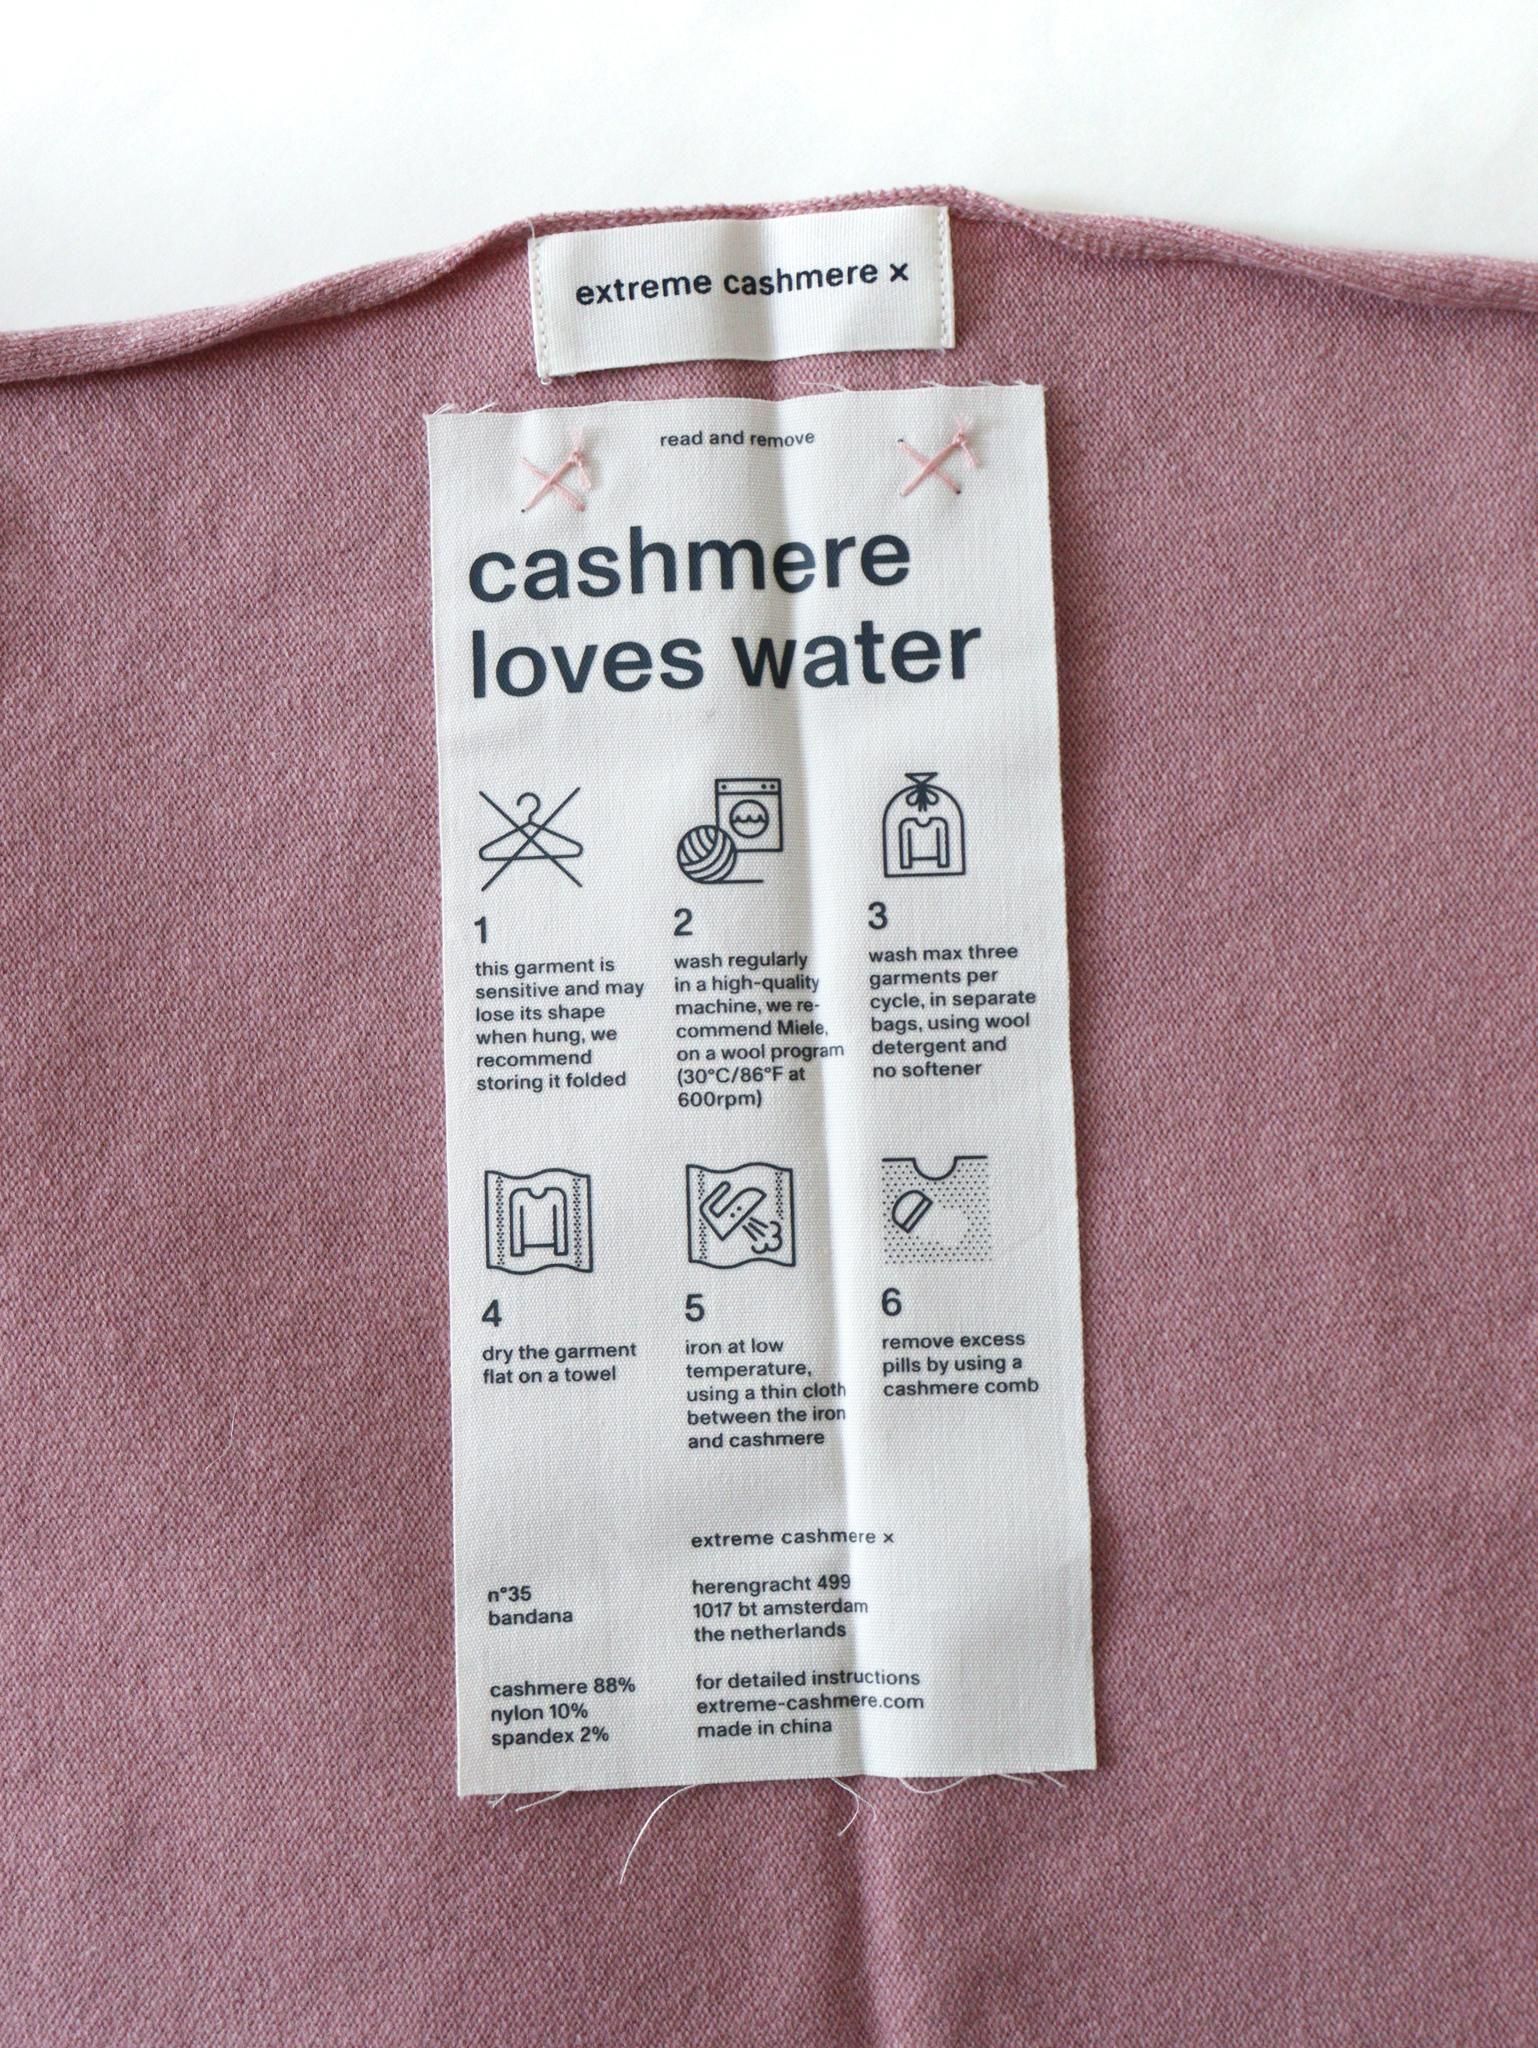 extreme cashmere x
read and remove
cashmere
loves water
1
this garment is
sensitive and may
lose its shape
when hung, we
recommend
storing it folded
2
wash regularly
in a high-quality
machine, we re-
commend Miele,
on a wool program
(30°C/86°F at
600rpm)
3
wash max three
garments per
cycle, in separate
bags, using wool
detergent and
no softener
4
dry the garment
flat on a towel
5
iron at low
temperature,
using a thin cloth
between the iron
and cashmere
6
remove excess
pills by using a
cashmere comb
n°35
bandana
cashmere 88%
nylon 10%
spandex 2%
extreme cashmere x
herengracht 499
1017 bt amsterdam
the netherlands
for detailed instructions
extreme-cashmere.com
made in china